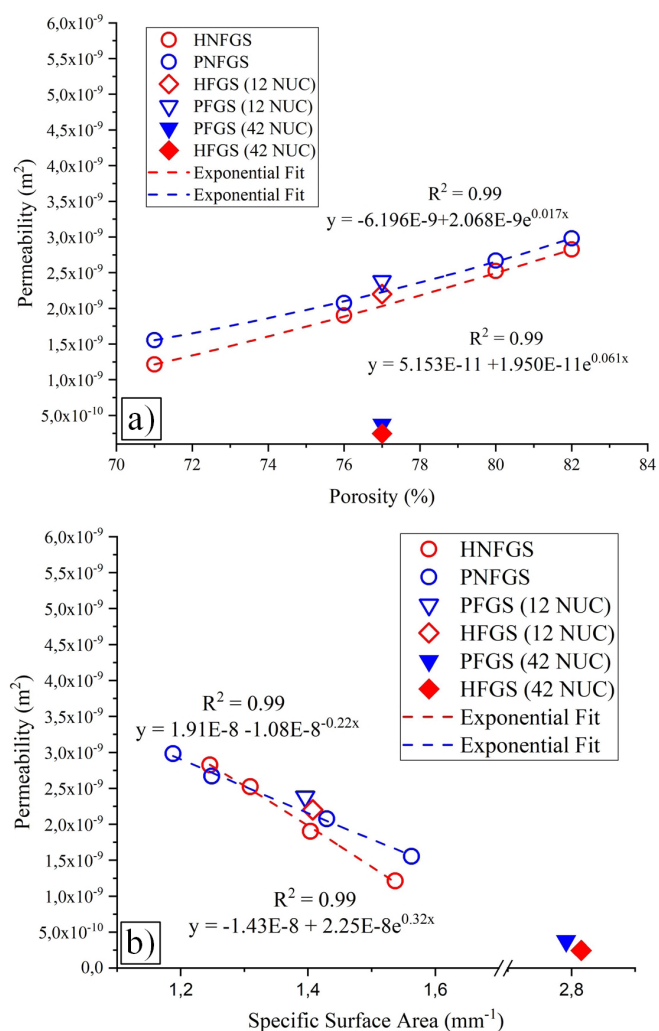 6,0x10⁻⁹
5,5x10⁻⁹
5,0x10⁻⁹
4,5x10⁻⁹
4,0x10⁻⁹
3,5x10⁻⁹
3,0x10⁻⁹
2,5x10⁻⁹
2,0x10⁻⁹
1,5x10⁻⁹
1,0x10⁻⁹
5,0x10⁻¹⁰
Permeability (m²)
HNFGS
PNFGS
HFGS (12 NUC)
PFGS (12 NUC)
PFGS (42 NUC)
HFGS (42 NUC)
Exponential Fit
Exponential Fit
R² = 0.99
y = -6.196E-9+2.068E-9e^0.017x
R² = 0.99
y = 5.153E-11 +1.950E-11e^0.061x
a)
70 72 74 76 78 80 82 84
Porosity (%)
6,0x10⁻⁹
5,5x10⁻⁹
5,0x10⁻⁹
4,5x10⁻⁹
4,0x10⁻⁹
3,5x10⁻⁹
3,0x10⁻⁹
2,5x10⁻⁹
2,0x10⁻⁹
1,5x10⁻⁹
1,0x10⁻⁹
5,0x10⁻¹⁰
0,0
Permeability (m²)
HNFGS
PNFGS
PFGS (12 NUC)
HFGS (12 NUC)
PFGS (42 NUC)
HFGS (42 NUC)
Exponential Fit
Exponential Fit
R² = 0.99
y = 1.91E-8 -1.08E-8^-0.22x
R² = 0.99
y = -1.43E-8 + 2.25E-8e^0.32x
b)
1,2 1,4 1,6 2,8
Specific Surface Area (mm⁻¹)